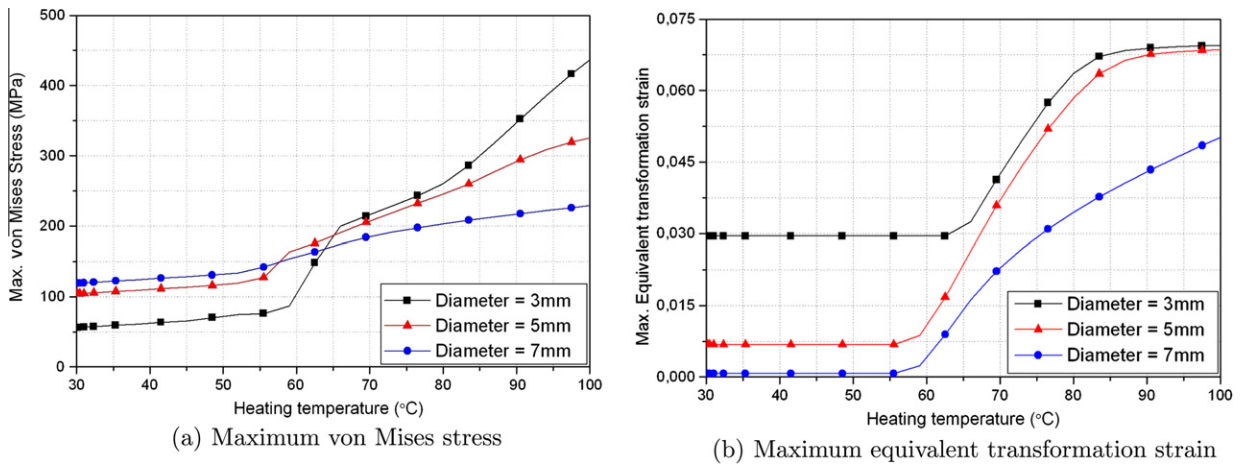 500
400
300
200
100
0
Max. von Mises Stress (MPa)
Diameter = 3mm
Diameter = 5mm
Diameter = 7mm
30 40 50 60 70 80 90 100
Heating temperature (°C)
(a) Maximum von Mises stress
0,075
0,060
0,045
0,030
0,015
0,000
Max. Equivalent transformation strain
Diameter = 3mm
Diameter = 5mm
Diameter = 7mm
30 40 50 60 70 80 90 100
Heating temperature (°C)
(b) Maximum equivalent transformation strain